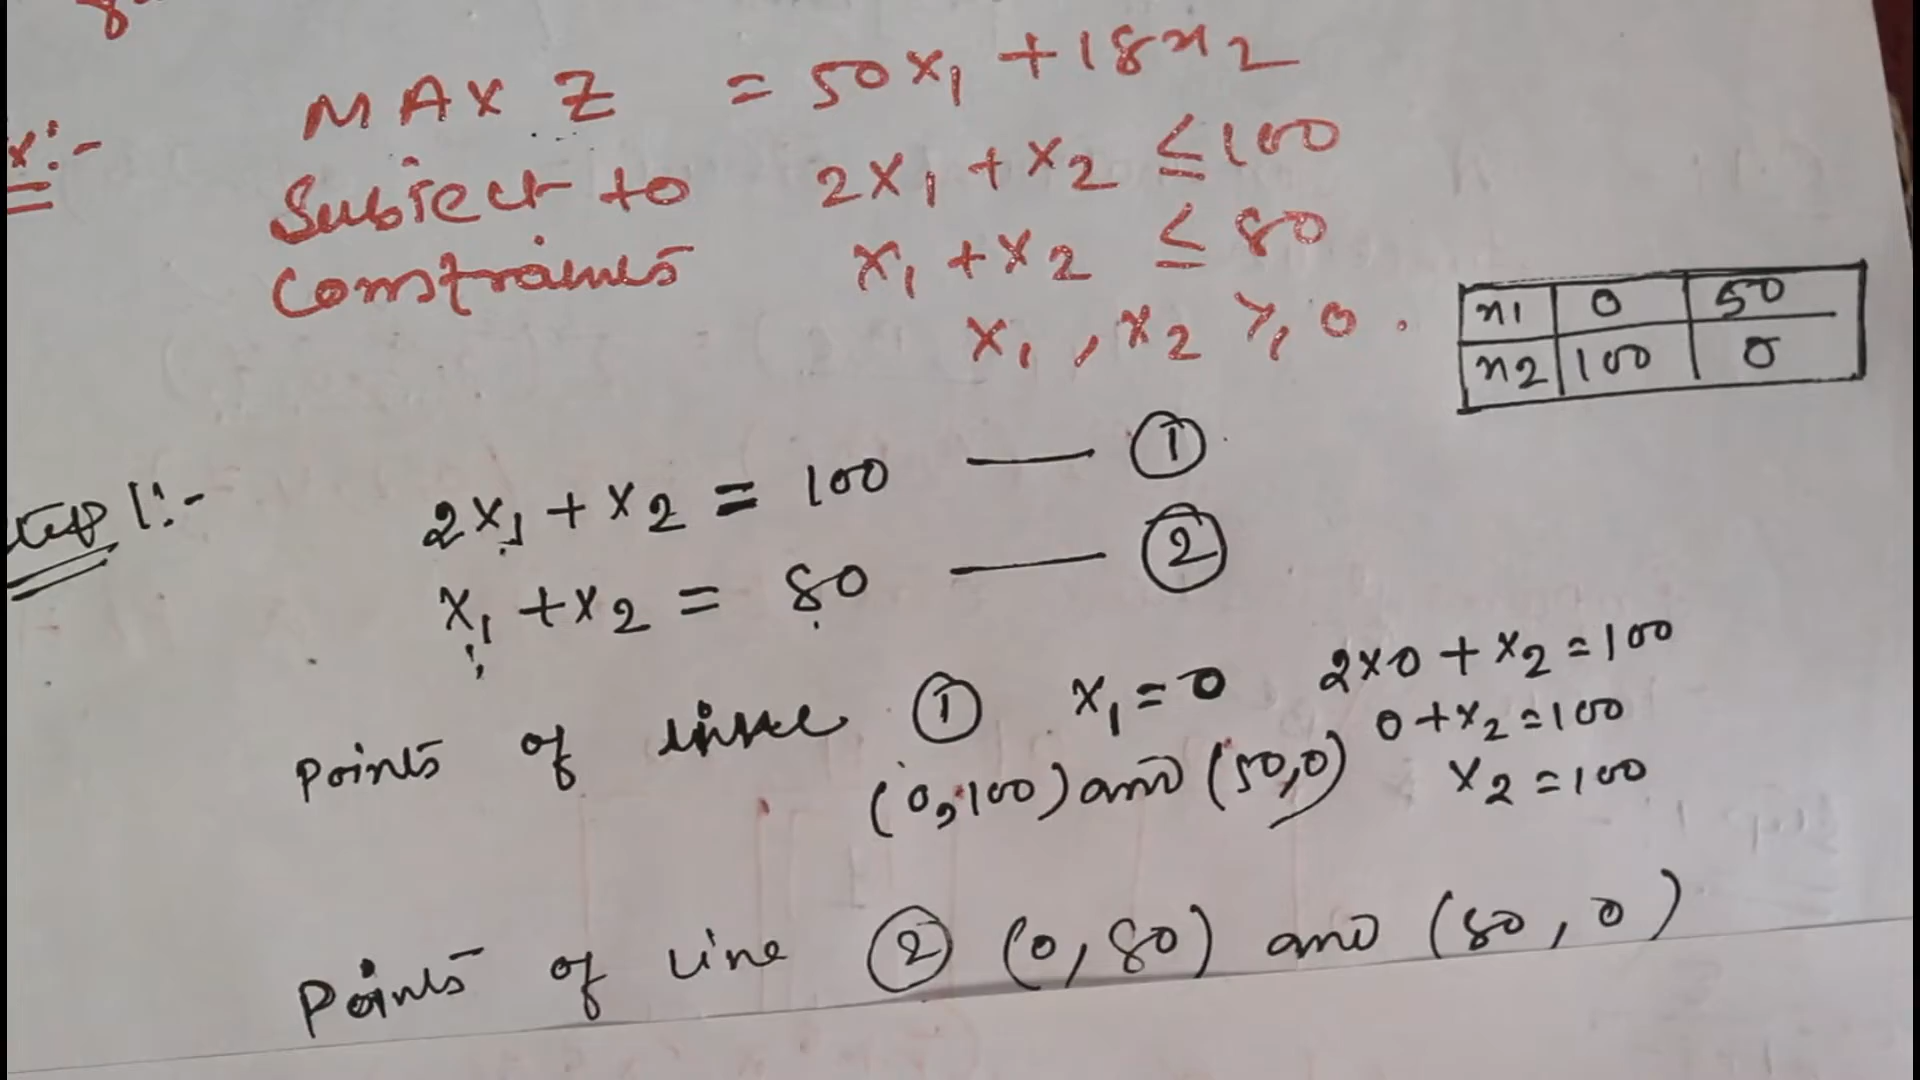 MAX Z = 50x1 + 18x2
x:-
Subject to 2x1 + x2 ≤ 100
Constraints x1 + x2 ≤ 80
x1, x2 ≥ 0.
x1 0 50
x2 100 0
Step 1:-
2x1 + x2 = 100 — ①
x1 + x2 = 80 — ②
Points of ① x1 = 0 2x0 + x2 = 100
0 + x2 = 100
(0,100) and (50,0) x2 = 100
Points of line ② (0,80) and (80,0)